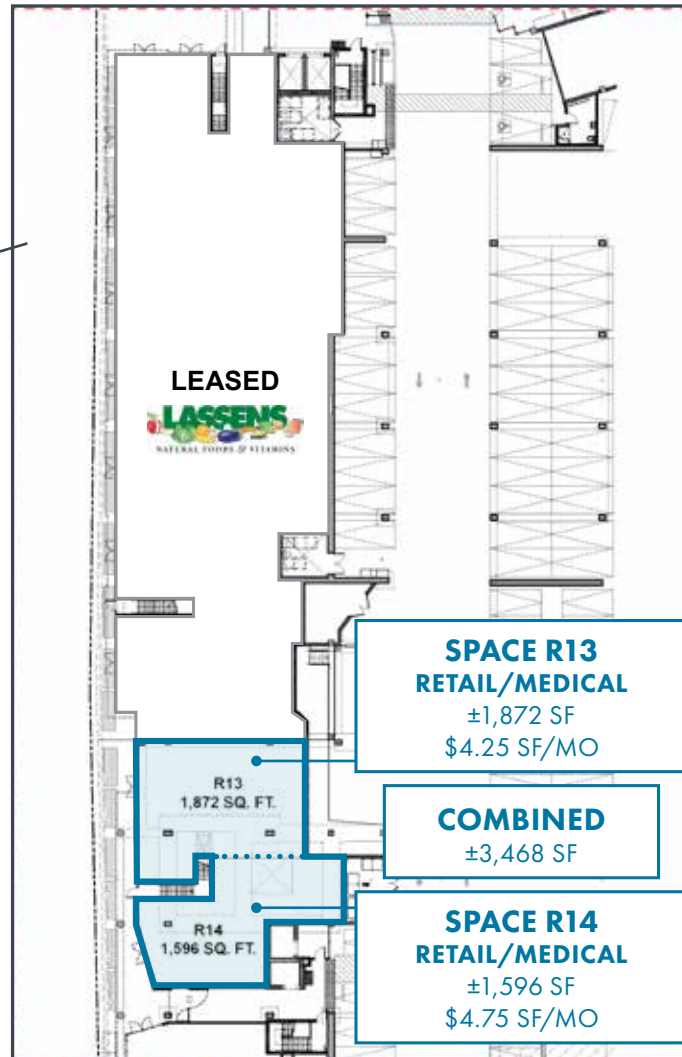 LEASED
LASSENS
NATURAL FOODS & VITAMINS
SPACE R13
RETAIL/MEDICAL
±1,872 SF
$4.25 SF/MO
R13
1,872 SQ. FT.
COMBINED
±3,468 SF
SPACE R14
RETAIL/MEDICAL
±1,596 SF
$4.75 SF/MO
R14
1,596 SQ. FT.